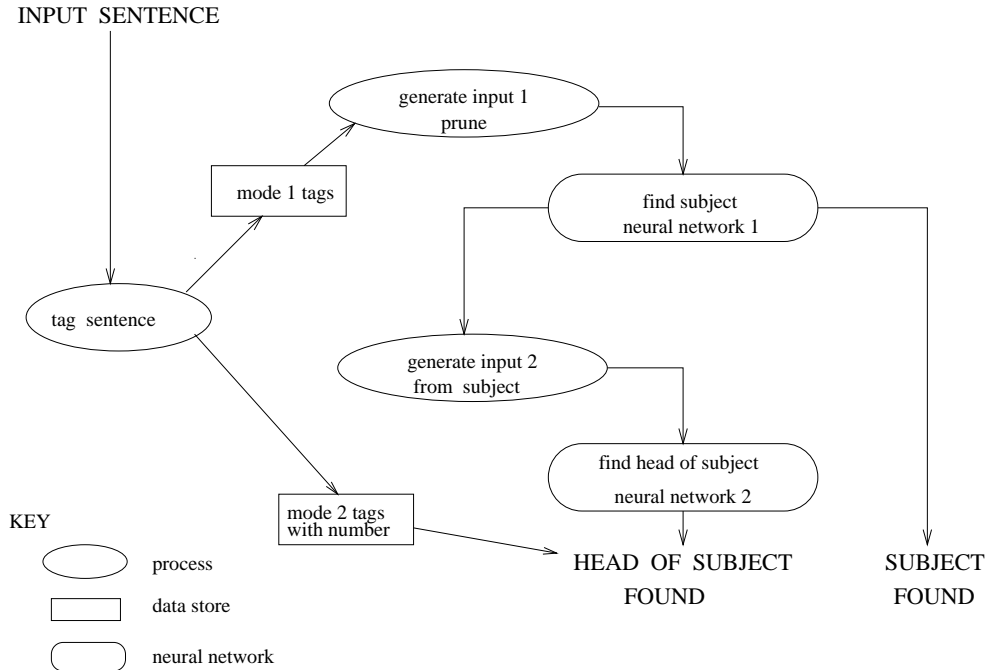 INPUT SENTENCE
generate input 1
prune
mode 1 tags
find subject
neural network 1
tag sentence
generate input 2
from subject
find head of subject
neural network 2
mode 2 tags
with number
HEAD OF SUBJECT
FOUND
SUBJECT
FOUND
KEY
process
data store
neural network